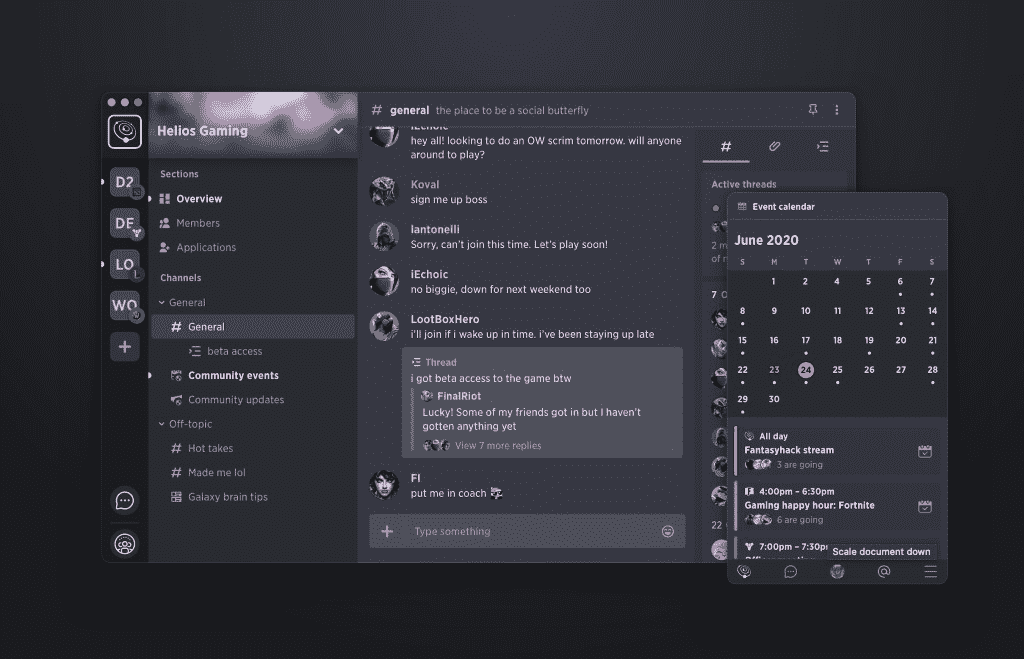 Helios Gaming
D2
DE
LO
L
WO
Sections
Overview
Members
Applications
Channels
General
# General
beta access
Community events
Community updates
Off-topic
# Hot takes
# Made me lol
Galaxy brain tips
# general the place to be a social butterfly
iEchoic
hey all! looking to do an OW scrim tomorrow. will anyone
around to play?
Koval
sign me up boss
Iantoneili
Sorry, can't join this time. Let's play soon!
iEchoic
no biggie, down for next weekend too
LootBoxHero
i'll join if i wake up in time. i've been staying up late
Thread
i got beta access to the game btw
FinalRiot
Lucky! Some of my friends got in but I haven't
gotten anything yet
View 7 more replies
FI
put me in coach
Type something
#
Active threads
2 m
of r
7 O
22
Event calendar
June 2020
S M T W T F S
1 2 4 5 6 7
8 9 10 11 12 13 14
15 16 17 18 19 20 21
22 23 24 25 26 27 28
29 30
All day
Fantasyhack stream
3 are going
4:00pm – 6:30pm
Gaming happy hour: Fortnite
6 are going
7:00pm – 7:30p
Scale document down